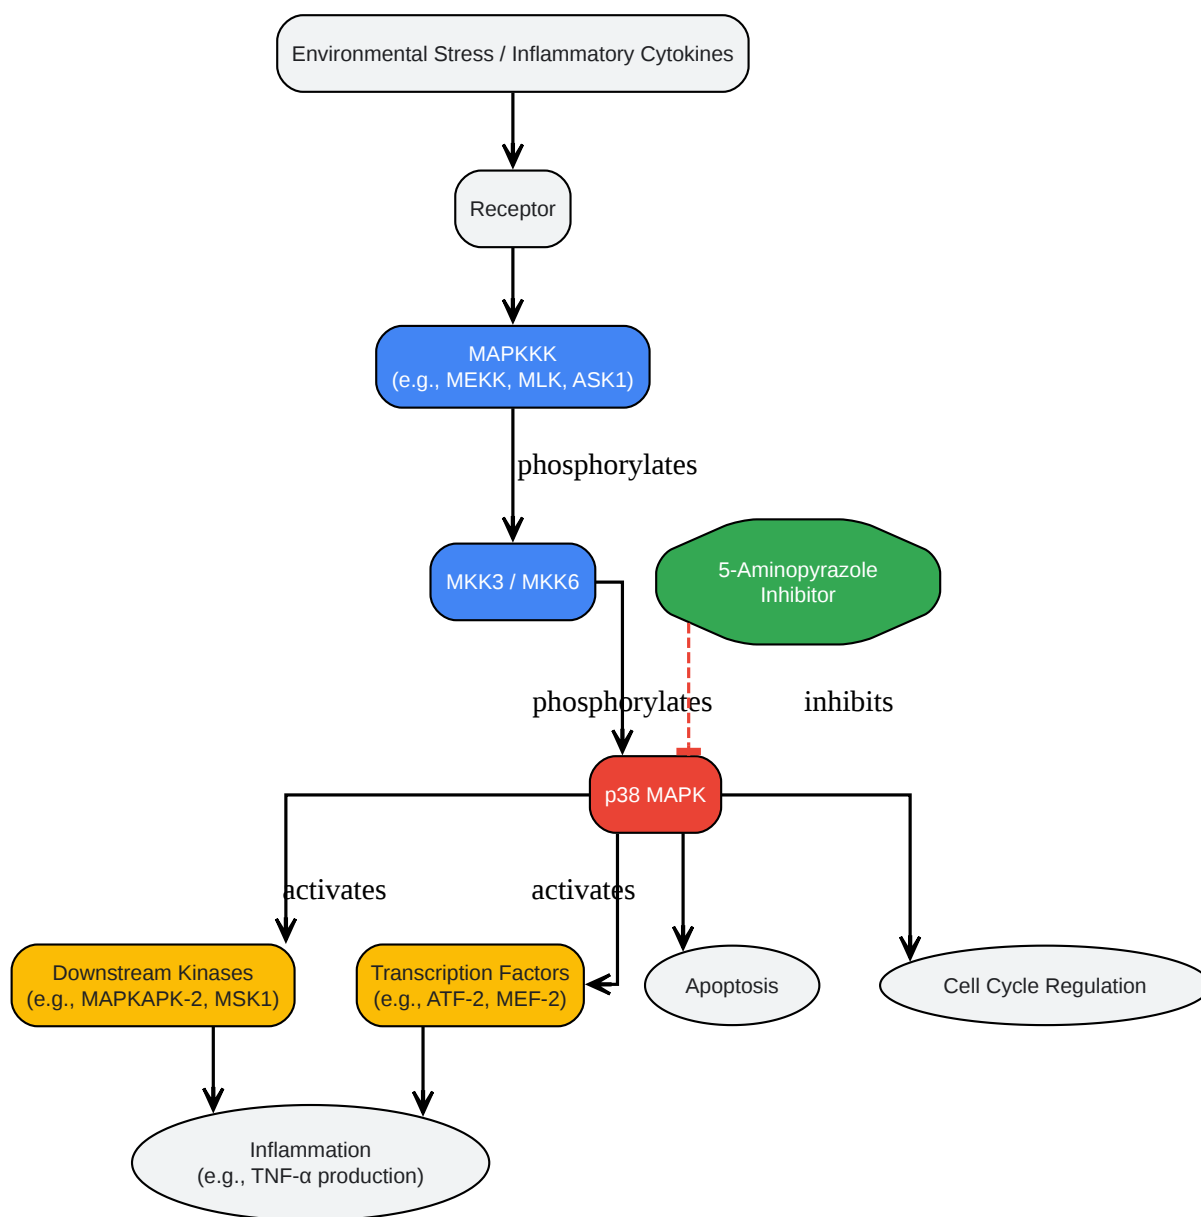 Environmental Stress / Inflammatory Cytokines
Receptor
MAPKKK
(e.g., MEKK, MLK, ASK1)
phosphorylates
MKK3 / MKK6
5-Aminopyrazole
Inhibitor
phosphorylates
inhibits
p38 MAPK
activates
activates
Downstream Kinases
(e.g., MAPKAPK-2, MSK1)
Transcription Factors
(e.g., ATF-2, MEF-2)
Apoptosis
Cell Cycle Regulation
Inflammation
(e.g., TNF-α production)